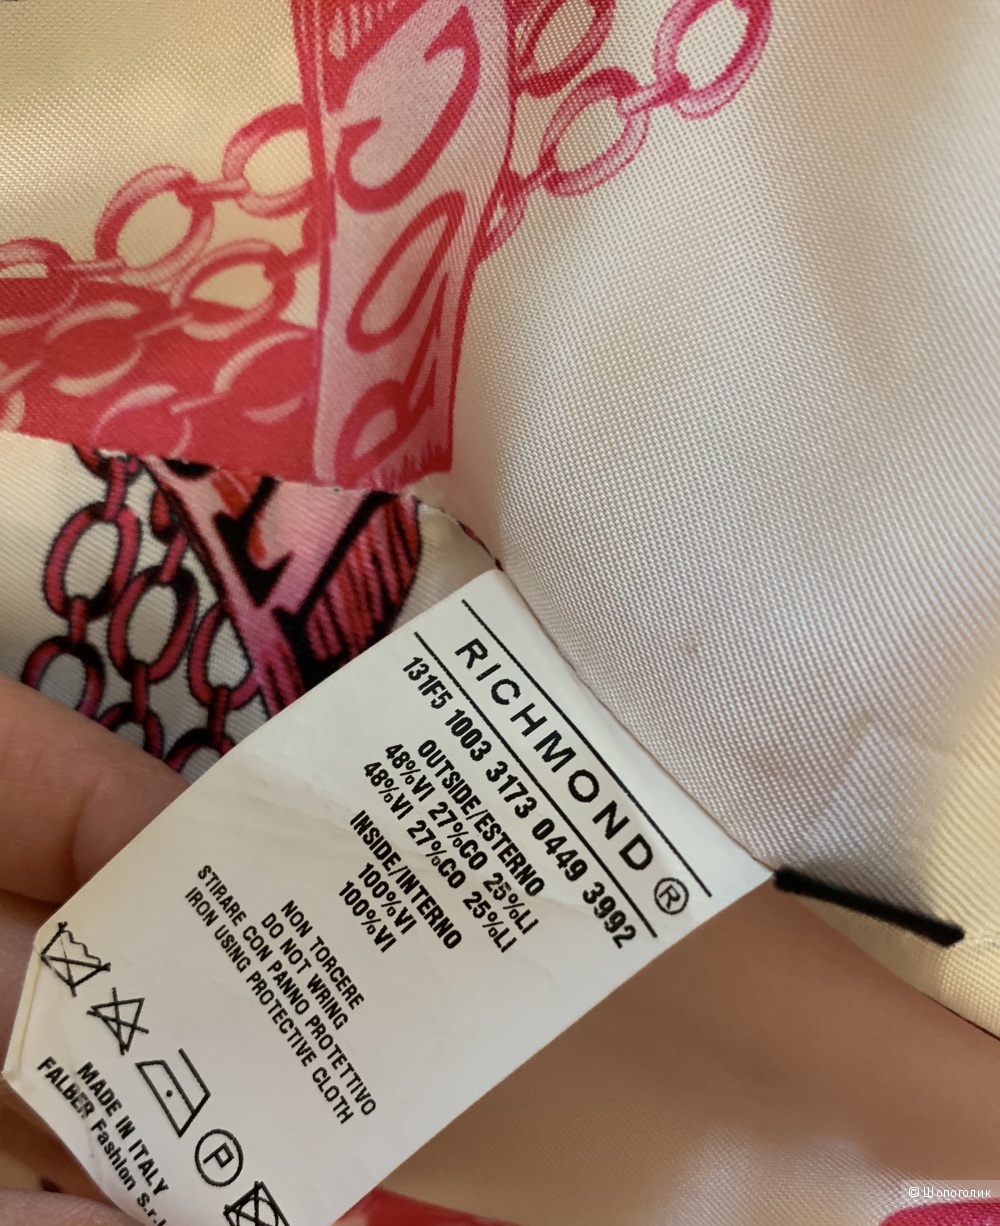 RICHMOND®
131F5 1003 3173 0449 3992
OUTSIDE/ESTERNO
48%VI 27%CO 25%LI
48%VI 27%CO 25%LI
INSIDE/INTERNO
100%VI
100%VI
NON TORCERE
DO NOT WRING
STIRARE CON PANNO PROTETTIVO
IRON USING PROTECTIVE CLOTH
P
MADE IN ITALY
FALBER Fashion S.r.l
© Шопоголик